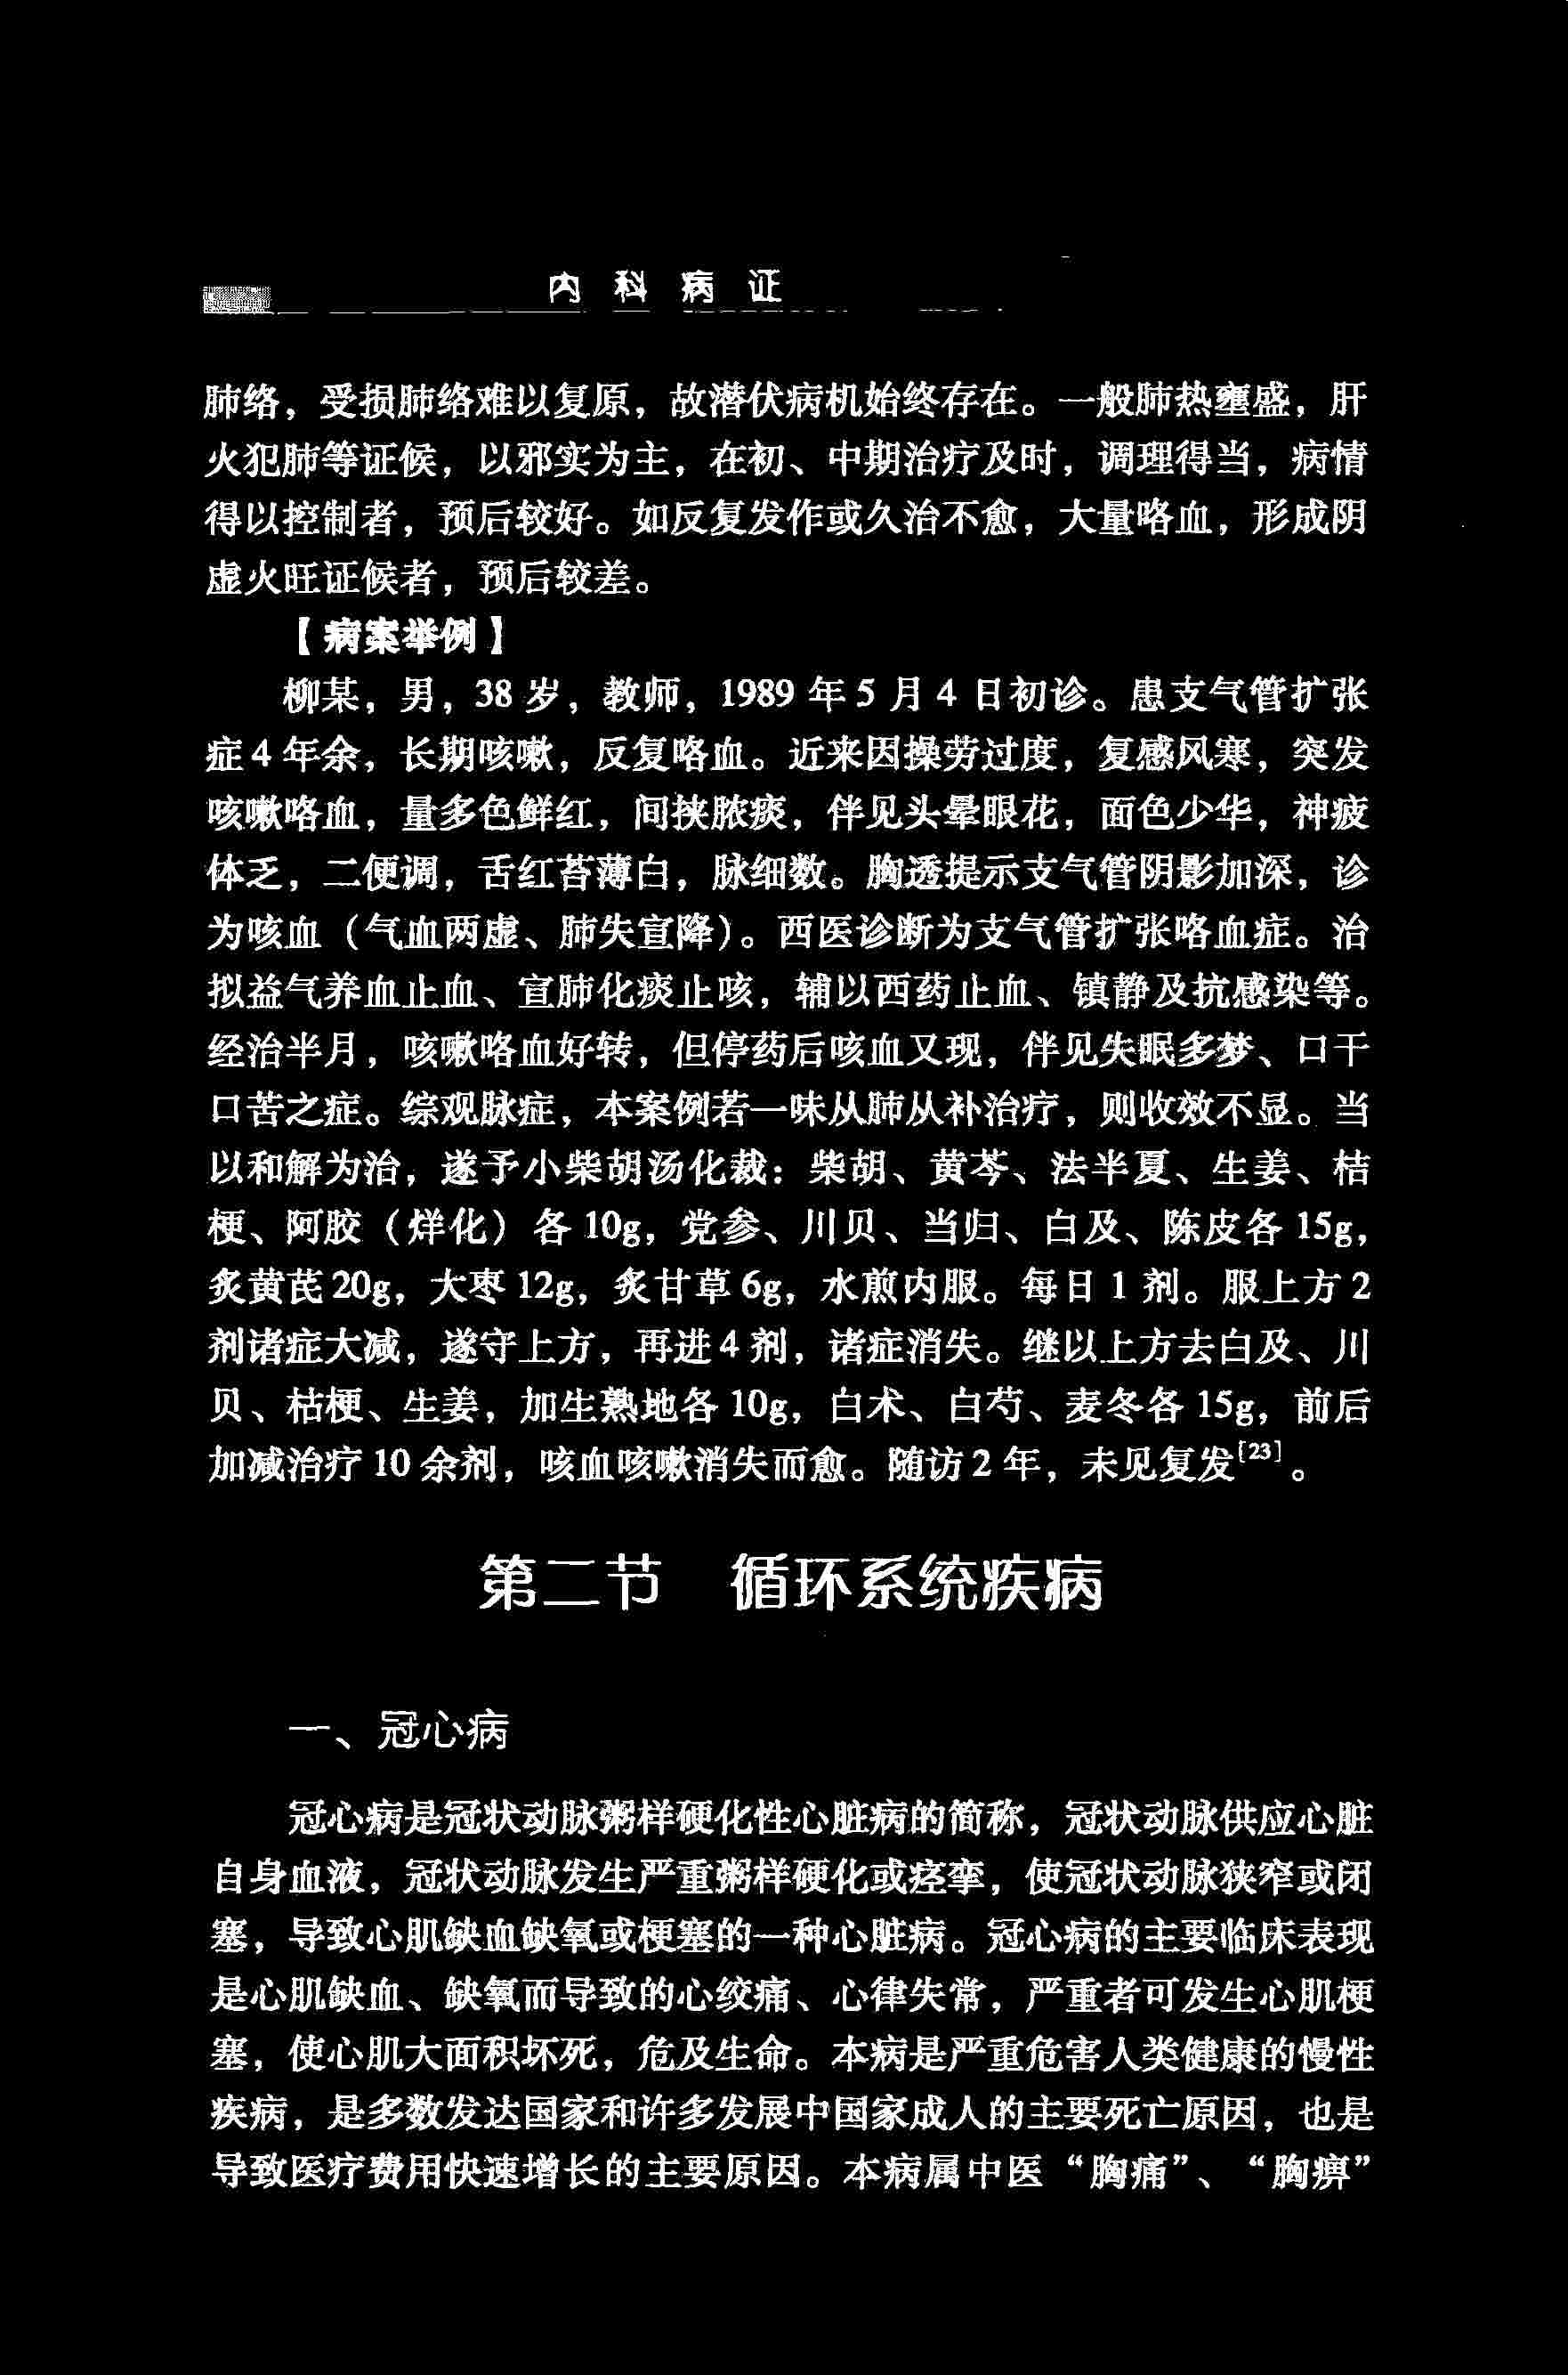 内科病证
肺络，受损肺络难以复原，故潜伏病机始终存在。一般肺热壅盛，肝
火犯肺等证候，以邪实为主，在初、中期治疗及时，调理得当，病情
得以控制者，预后较好。如反复发作或久治不愈，大量咯血，形成阴
虚火旺证候者，预后较差。
【病案举例】
柳某，男，38岁，教师，1989年5月4日初诊。患支气管扩张
症4年余，长期咳嗽，反复咯血。近来因操劳过度，复感风寒，突发
咳嗽咯血，量多色鲜红，间挟脓痰，伴见头晕眼花，面色少华，神疲
体乏，二便调，舌红苔薄白，脉细数。胸透提示支气管阴影加深，诊
为咳血（气血两虚、肺失宣降）。西医诊断为支气管扩张咯血症。治
拟益气养血止血、宣肺化痰止咳，辅以西药止血、镇静及抗感染等。
经治半月，咳嗽咯血好转，但停药后咳血又现，伴见失眠多梦、口干
口苦之症。综观脉症，本案例若一味从肺从补治疗，则收效不显。当
以和解为治，遂予小柴胡汤化裁：柴胡、黄芩、法半夏、生姜、桔
梗、阿胶（烊化）各10g，党参、川贝、当归、白及、陈皮各15g，
炙黄芪20g，大枣12g，炙甘草6g，水煎内服。每日1剂。服上方2
剂诸症大减，遂守上方，再进4剂，诸症消失。继以上方去白及、川
贝、桔梗、生姜，加生熟地各10g，白术、白芍、麦冬各15g，前后
加减治疗10余剂，咳血咳嗽消失而愈。随访2年，未见复发[23]。
第二节 循环系统疾病
一、冠心病
冠心病是冠状动脉粥样硬化性心脏病的简称，冠状动脉供应心脏
自身血液，冠状动脉发生严重粥样硬化或痉挛，使冠状动脉狭窄或闭
塞，导致心肌缺血缺氧或梗塞的一种心脏病。冠心病的主要临床表现
是心肌缺血、缺氧而导致的心绞痛、心律失常，严重者可发生心肌梗
塞，使心肌大面积坏死，危及生命。本病是严重危害人类健康的慢性
疾病，是多数发达国家和许多发展中国家成人的主要死亡原因，也是
导致医疗费用快速增长的主要原因。本病属中医“胸痛”、“胸痹”